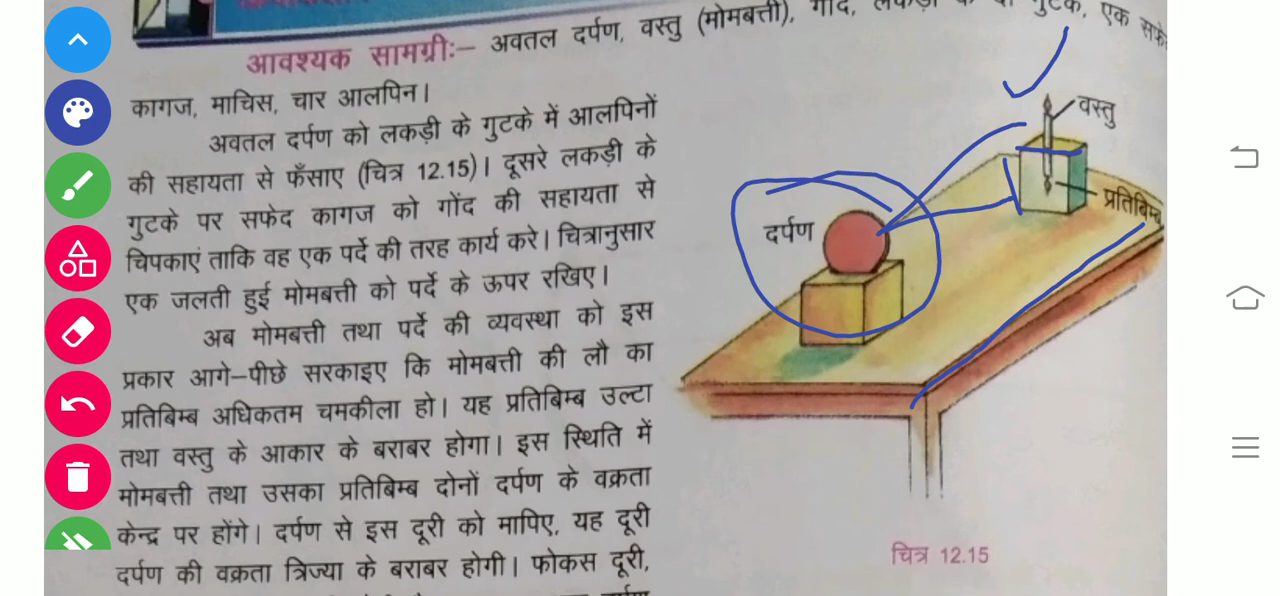 आवश्यक सामग्री:— अवतल दर्पण, वस्तु (मोमबत्ती), गोंद, लकड़ी के दो गुटके, एक सफेद
कागज, माचिस, चार आलपिन।
अवतल दर्पण को लकड़ी के गुटके में आलपिनों
की सहायता से फँसाए (चित्र 12.15)। दूसरे लकड़ी के
गुटके पर सफेद कागज को गोंद की सहायता से
चिपकाएं ताकि वह एक पर्दे की तरह कार्य करे। चित्रानुसार
एक जलती हुई मोमबत्ती को पर्दे के ऊपर रखिए।
अब मोमबत्ती तथा पर्दे की व्यवस्था को इस
प्रकार आगे–पीछे सरकाइए कि मोमबत्ती की लौ का
प्रतिबिम्ब अधिकतम चमकीला हो। यह प्रतिबिम्ब उल्टा
तथा वस्तु के आकार के बराबर होगा। इस स्थिति में
मोमबत्ती तथा उसका प्रतिबिम्ब दोनों दर्पण के वक्रता
केन्द्र पर होंगे। दर्पण से इस दूरी को मापिए, यह दूरी
दर्पण की वक्रता त्रिज्या के बराबर होगी। फोकस दूरी,
वस्तु
प्रतिबिम्ब
दर्पण
चित्र 12.15